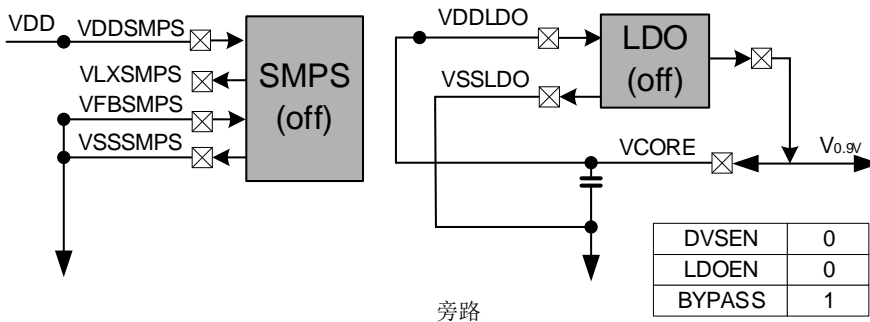 VDD
VDDSMPS
VLXSMPS
VFBSMPS
VSSSMPS
SMPS
(off)
VDDLDO
VSSLDO
LDO
(off)
VCORE
V0.9V
DVSEN 0
LDOEN 0
BYPASS 1
旁路